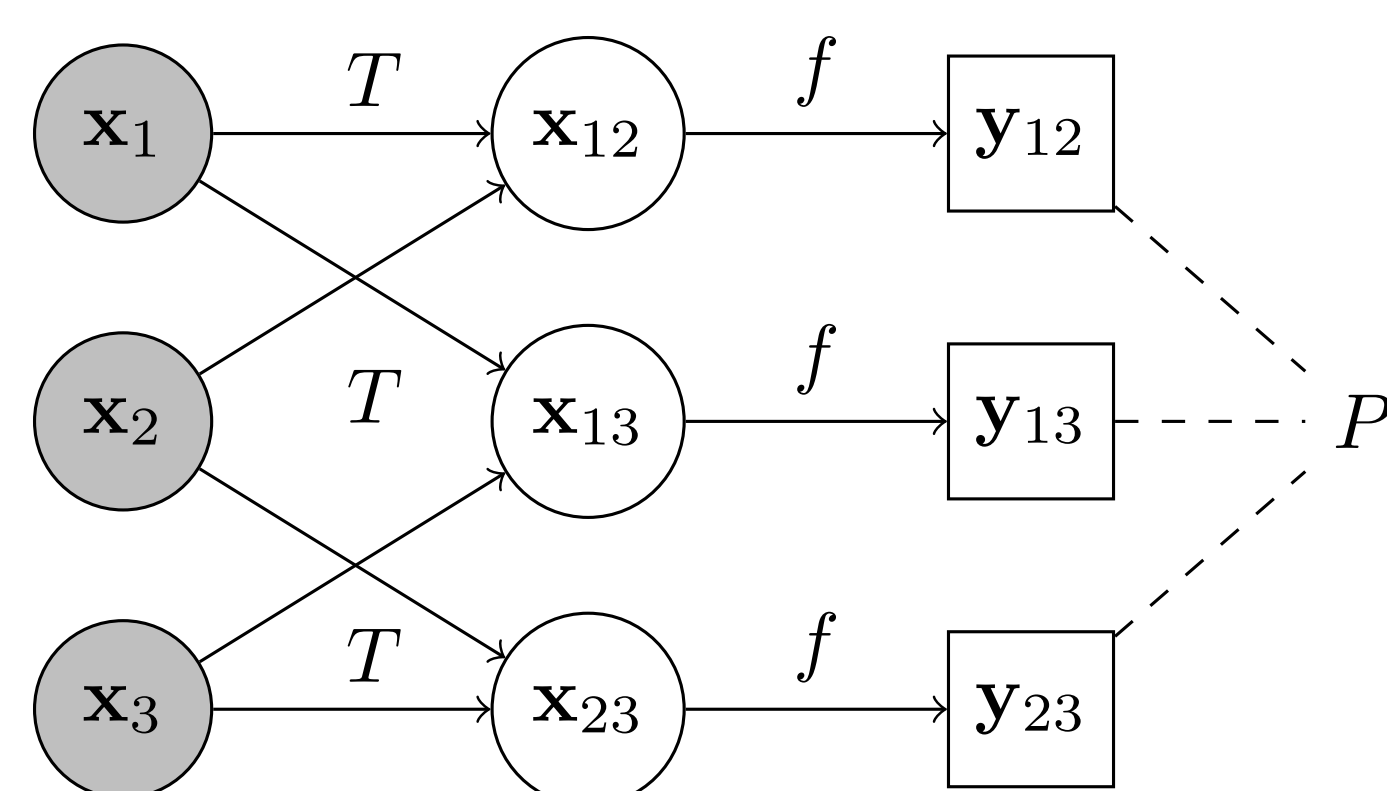 T f
𝐱₁ 𝐱₁₂ 𝐲₁₂
T f
𝐱₂ 𝐱₁₃ 𝐲₁₃ P
T f
𝐱₃ 𝐱₂₃ 𝐲₂₃